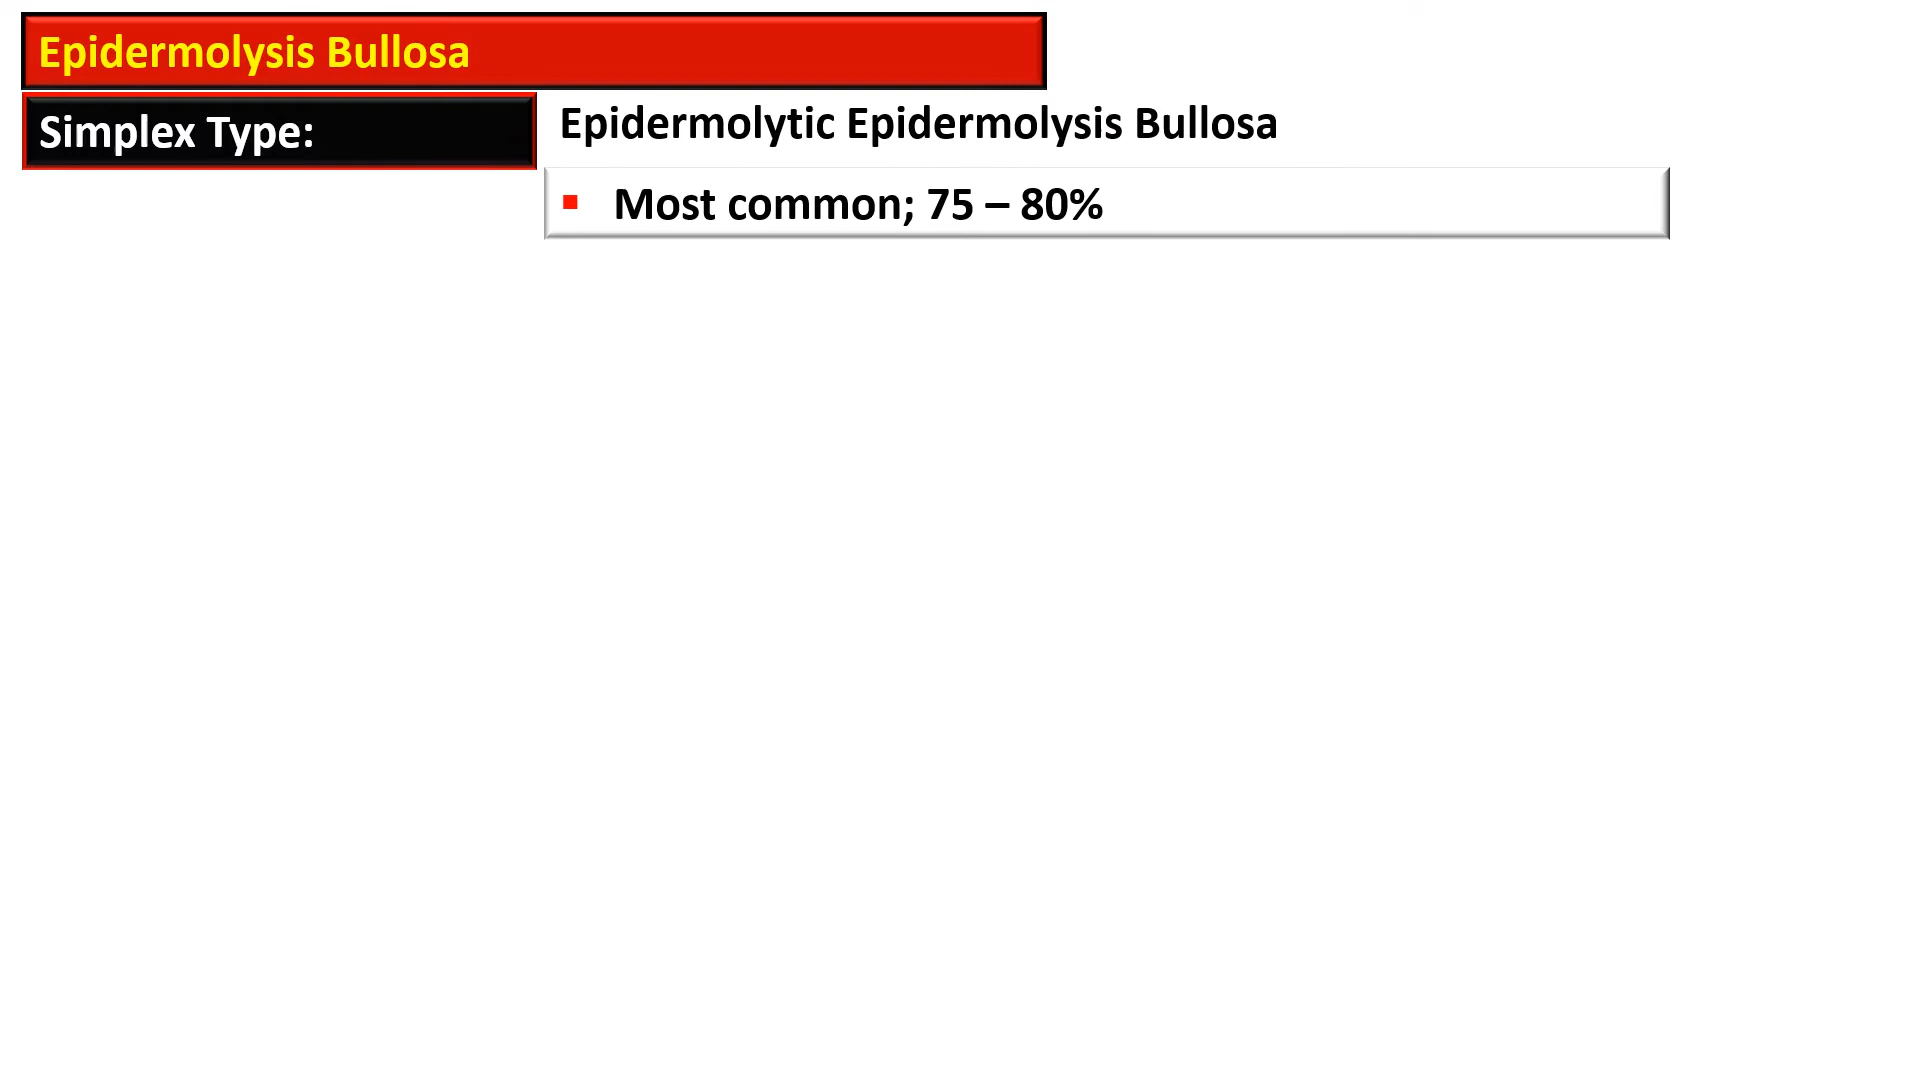 Epidermolysis Bullosa
Simplex Type:
Epidermolytic Epidermolysis Bullosa
▪ Most common; 75 – 80%